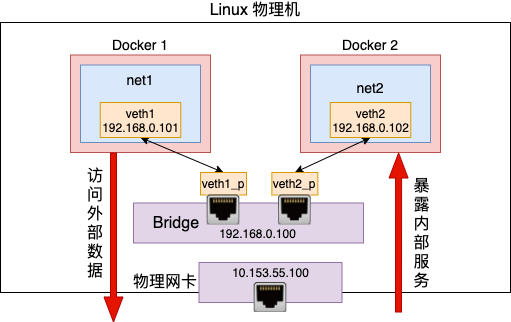 Linux 物理机
Docker 1
Docker 2
net1
net2
veth1
192.168.0.101
veth2
192.168.0.102
访问外部数据
veth1_p
veth2_p
暴露内部服务
Bridge
192.168.0.100
物理网卡
10.153.55.100